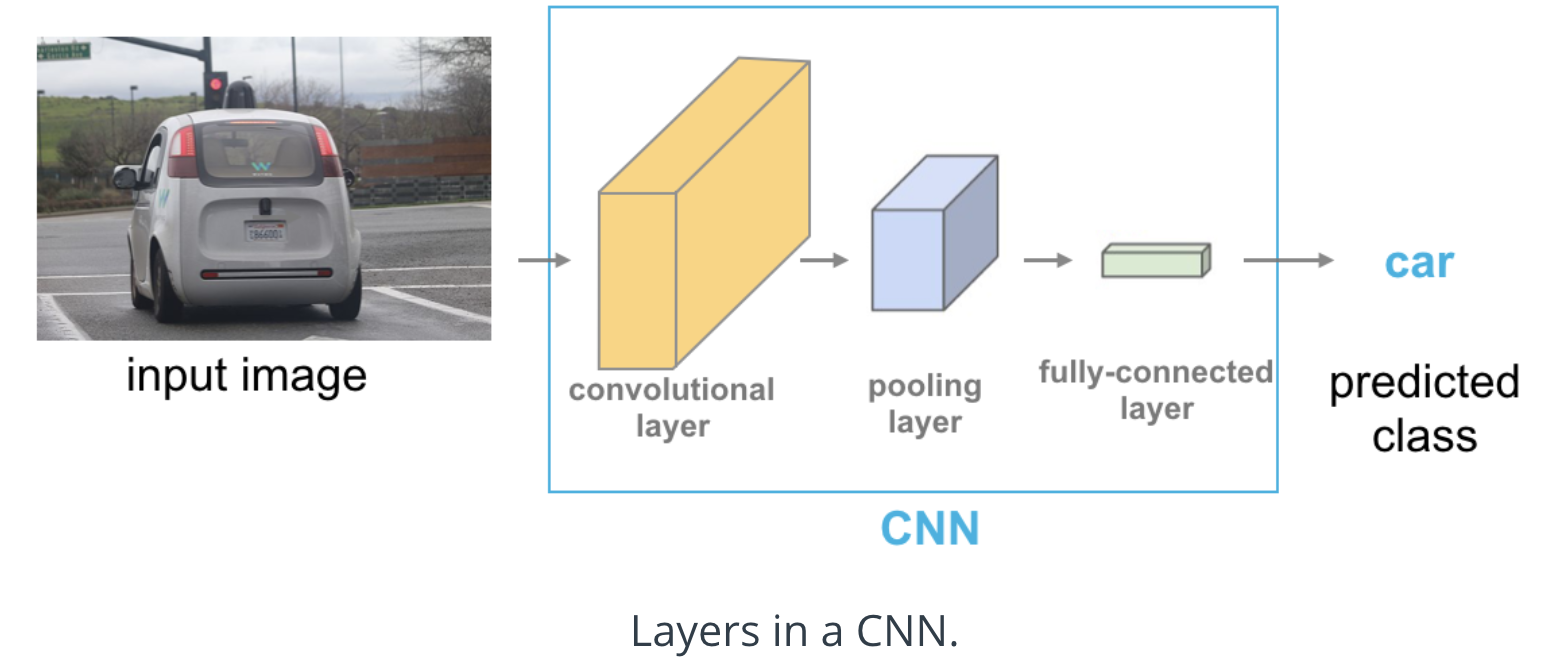 input image
convolutional
layer
pooling
layer
fully-connected
layer
car
predicted
class
CNN
Layers in a CNN.